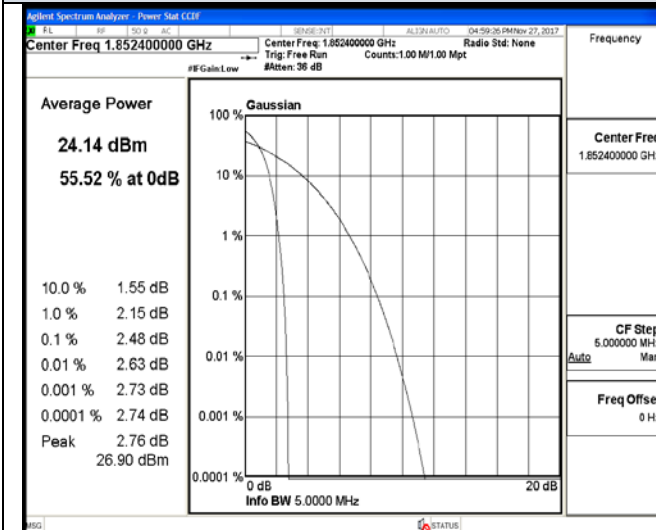 Agilent Spectrum Analyzer - Power Stat CCDF
RL RF 50 Ω AC SENSE:INT ALIGN AUTO 04:59:26 PM Nov 27, 2017
Center Freq 1.852400000 GHz
Center Freq: 1.852400000 GHz Radio Std: None
Trig: Free Run Counts:1.00 M/1.00 Mpt
#IFGain:Low #Atten: 36 dB
Frequency
Average Power
24.14 dBm
55.52 % at 0dB
10.0 % 1.55 dB
1.0 % 2.15 dB
0.1 % 2.48 dB
0.01 % 2.63 dB
0.001 % 2.73 dB
0.0001 % 2.74 dB
Peak 2.76 dB
26.90 dBm
Gaussian
100 %
10 %
1 %
0.1 %
0.01 %
0.001 %
0.0001 %
0 dB 20 dB
Info BW 5.0000 MHz
Center Freq
1.852400000 GH
CF Step
5.000000 MH
Auto Ma
Freq Offse
0 H
MSG STATUS